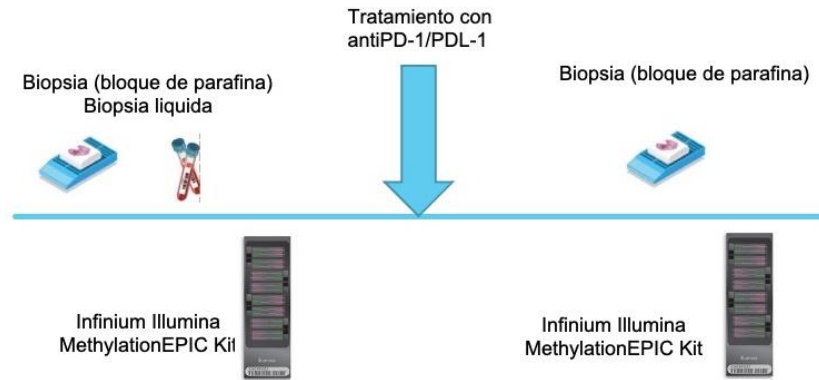 Tratamiento con
antiPD-1/PDL-1
Biopsia (bloque de parafina)
Biopsia liquida
Biopsia (bloque de parafina)
Infinium Illumina
MethylationEPIC Kit
Infinium Illumina
MethylationEPIC Kit